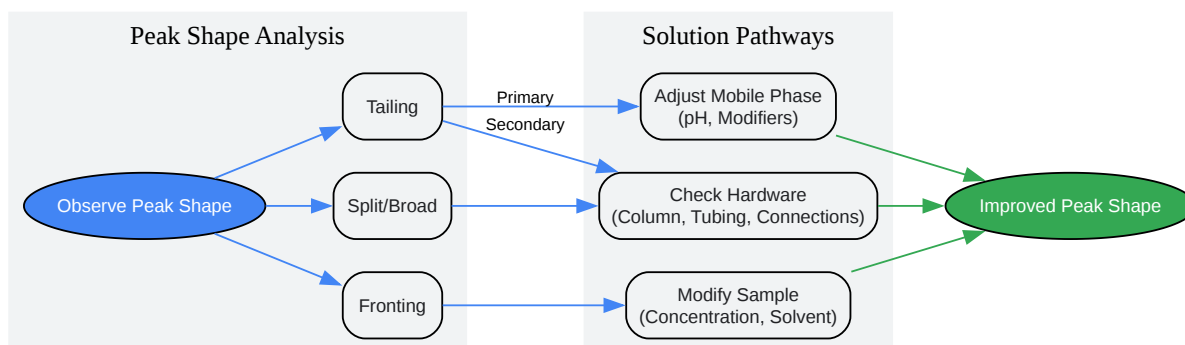 Peak Shape Analysis
Solution Pathways
Tailing
Primary
Secondary
Adjust Mobile Phase
(pH, Modifiers)
Observe Peak Shape
Split/Broad
Check Hardware
(Column, Tubing, Connections)
Improved Peak Shape
Fronting
Modify Sample
(Concentration, Solvent)